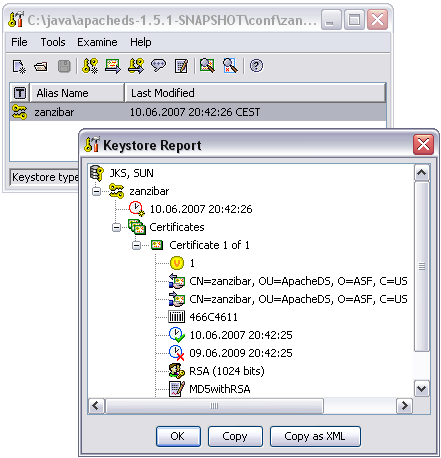 C:\java\apacheds-1.5.1-SNAPSHOT\conf\zan...
File Tools Examine Help
T Alias Name Last Modified
zanzibar 10.06.2007 20:42:26 CEST
Keystore type
Keystore Report
JKS, SUN
zanzibar
10.06.2007 20:42:26
Certificates
Certificate 1 of 1
1
CN=zanzibar, OU=ApacheDS, O=ASF, C=US
CN=zanzibar, OU=ApacheDS, O=ASF, C=US
466C4611
10.06.2007 20:42:25
09.06.2009 20:42:25
RSA (1024 bits)
MD5withRSA
OK Copy Copy as XML